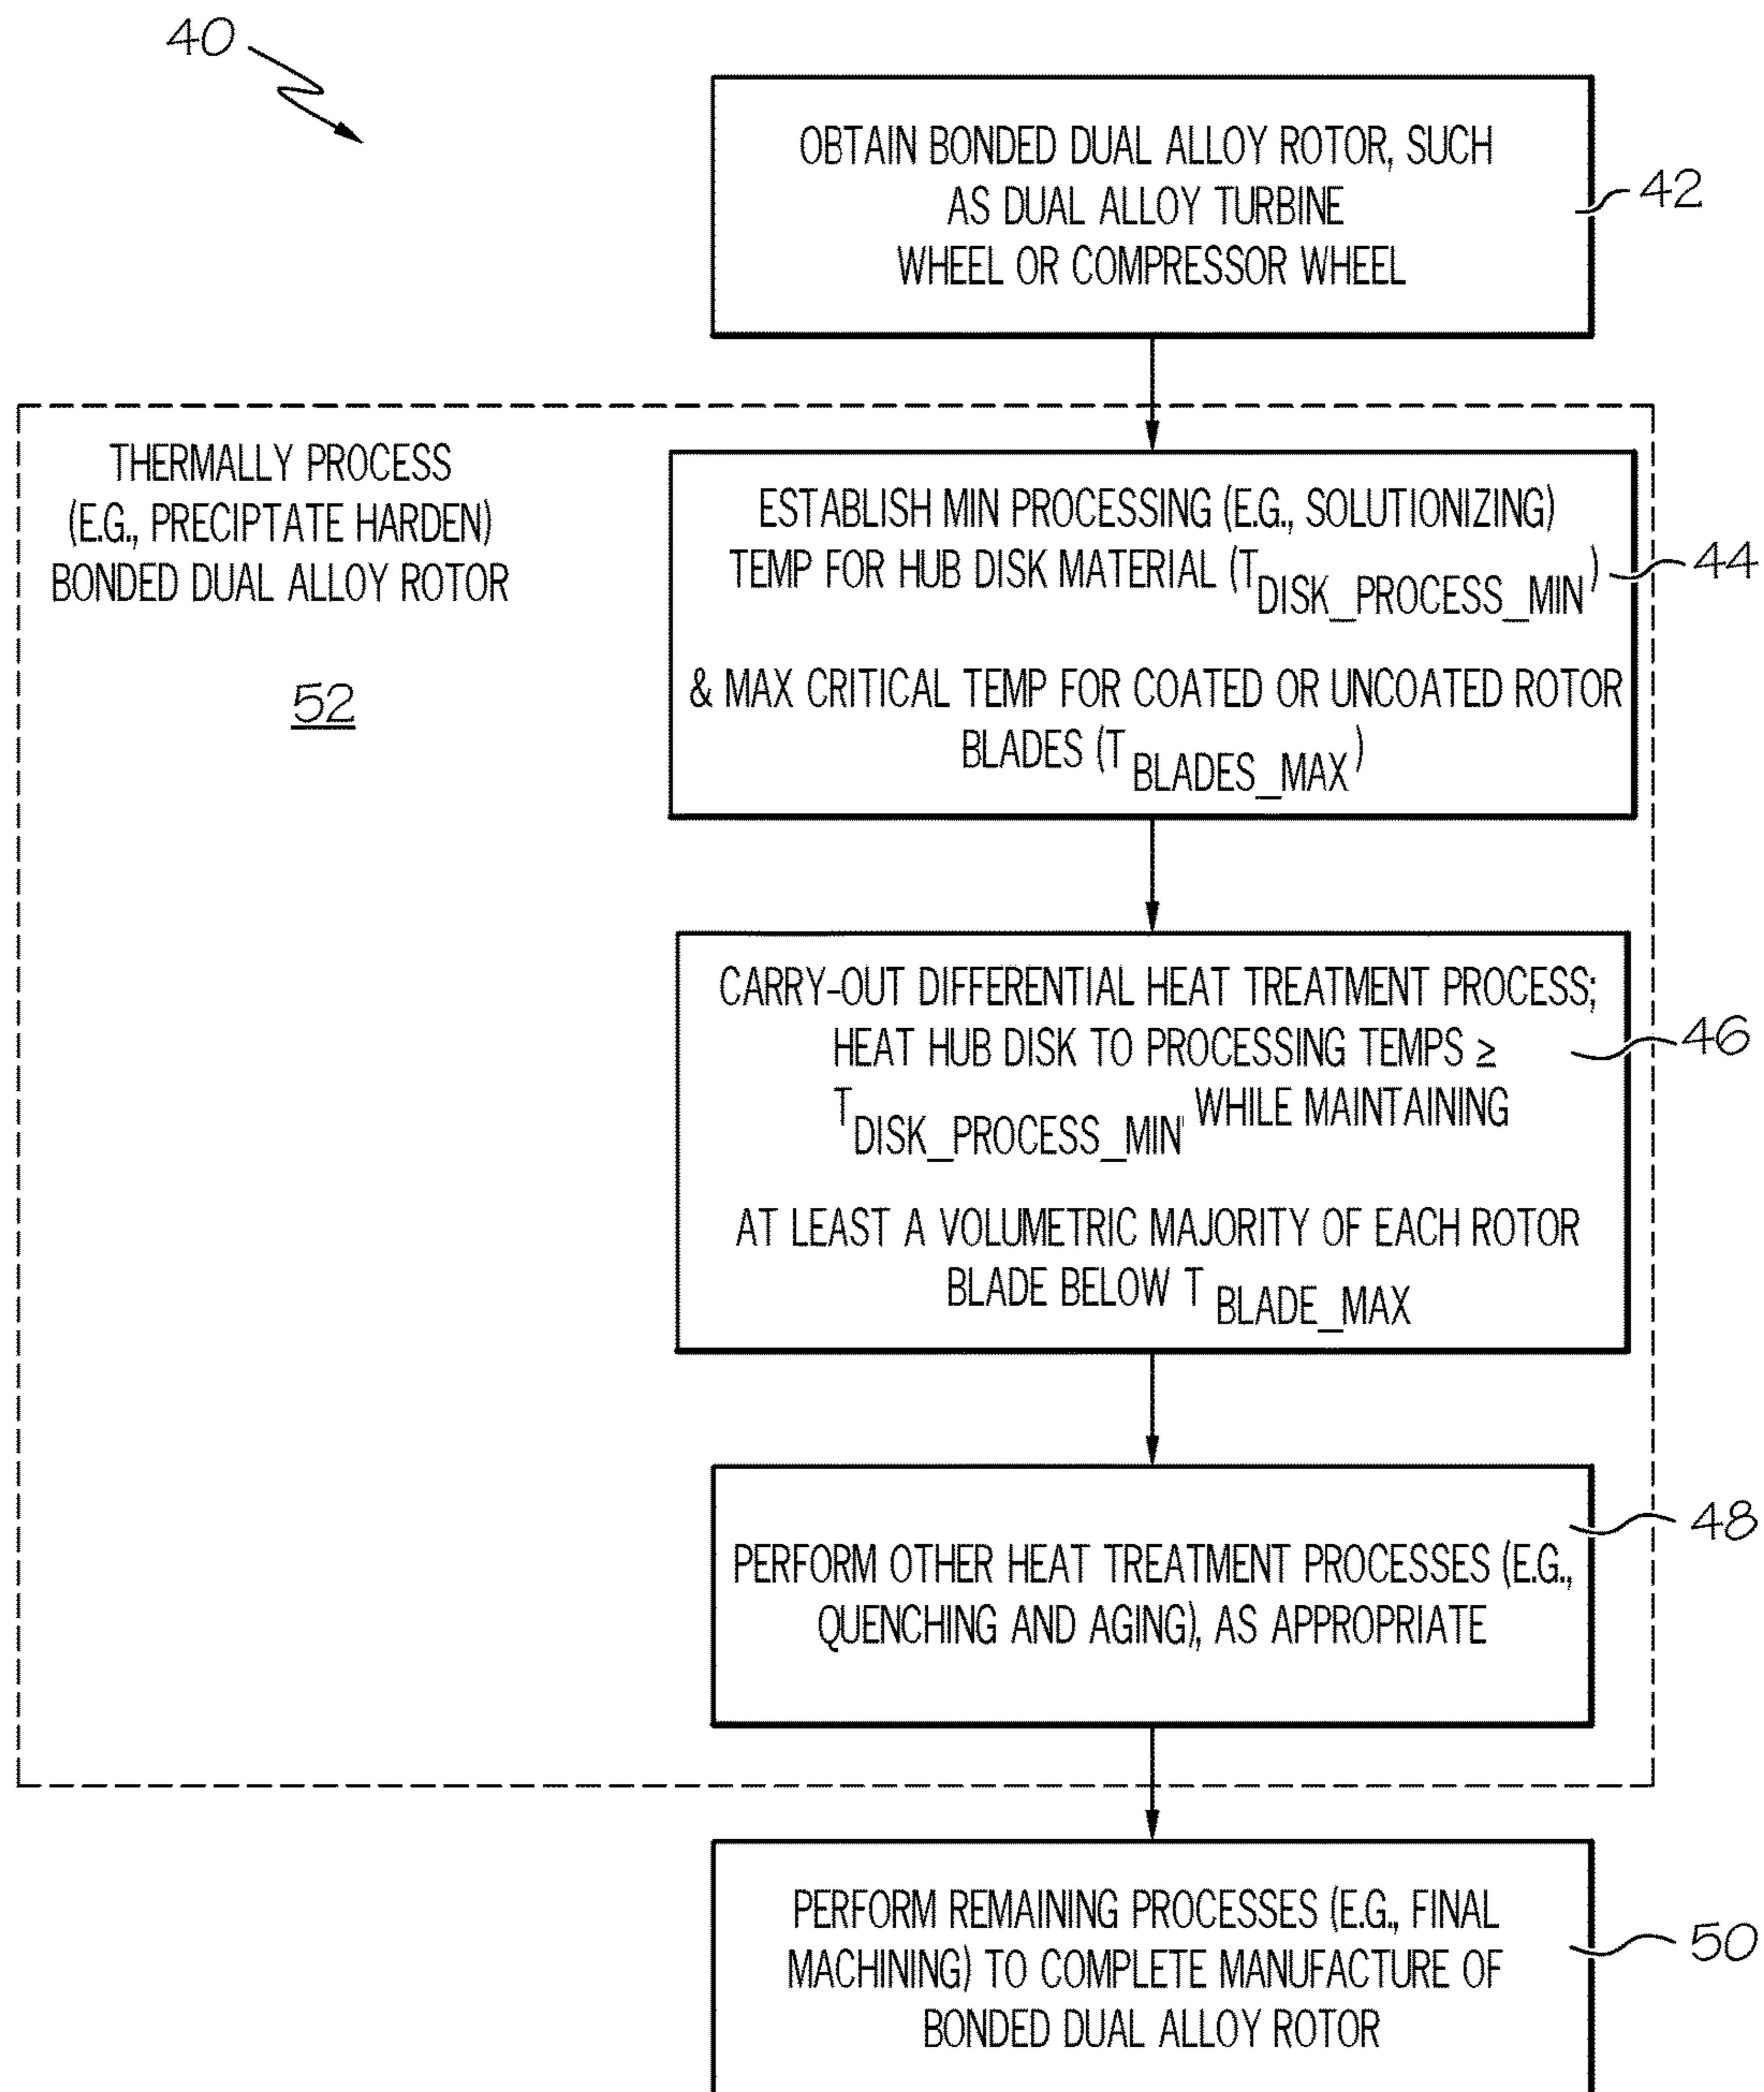 40
OBTAIN BONDED DUAL ALLOY ROTOR, SUCH
AS DUAL ALLOY TURBINE
WHEEL OR COMPRESSOR WHEEL
42
THERMALLY PROCESS
(E.G., PRECIPTATE HARDEN)
BONDED DUAL ALLOY ROTOR
52
ESTABLISH MIN PROCESSING (E.G., SOLUTIONIZING)
TEMP FOR HUB DISK MATERIAL (T DISK_PROCESS_MIN)
& MAX CRITICAL TEMP FOR COATED OR UNCOATED ROTOR
BLADES (T BLADES_MAX)
44
CARRY-OUT DIFFERENTIAL HEAT TREATMENT PROCESS;
HEAT HUB DISK TO PROCESSING TEMPS ≥
T DISK_PROCESS_MIN, WHILE MAINTAINING
AT LEAST A VOLUMETRIC MAJORITY OF EACH ROTOR
BLADE BELOW T BLADE_MAX
46
PERFORM OTHER HEAT TREATMENT PROCESSES (E.G.,
QUENCHING AND AGING), AS APPROPRIATE
48
PERFORM REMAINING PROCESSES (E.G., FINAL
MACHINING) TO COMPLETE MANUFACTURE OF
BONDED DUAL ALLOY ROTOR
50